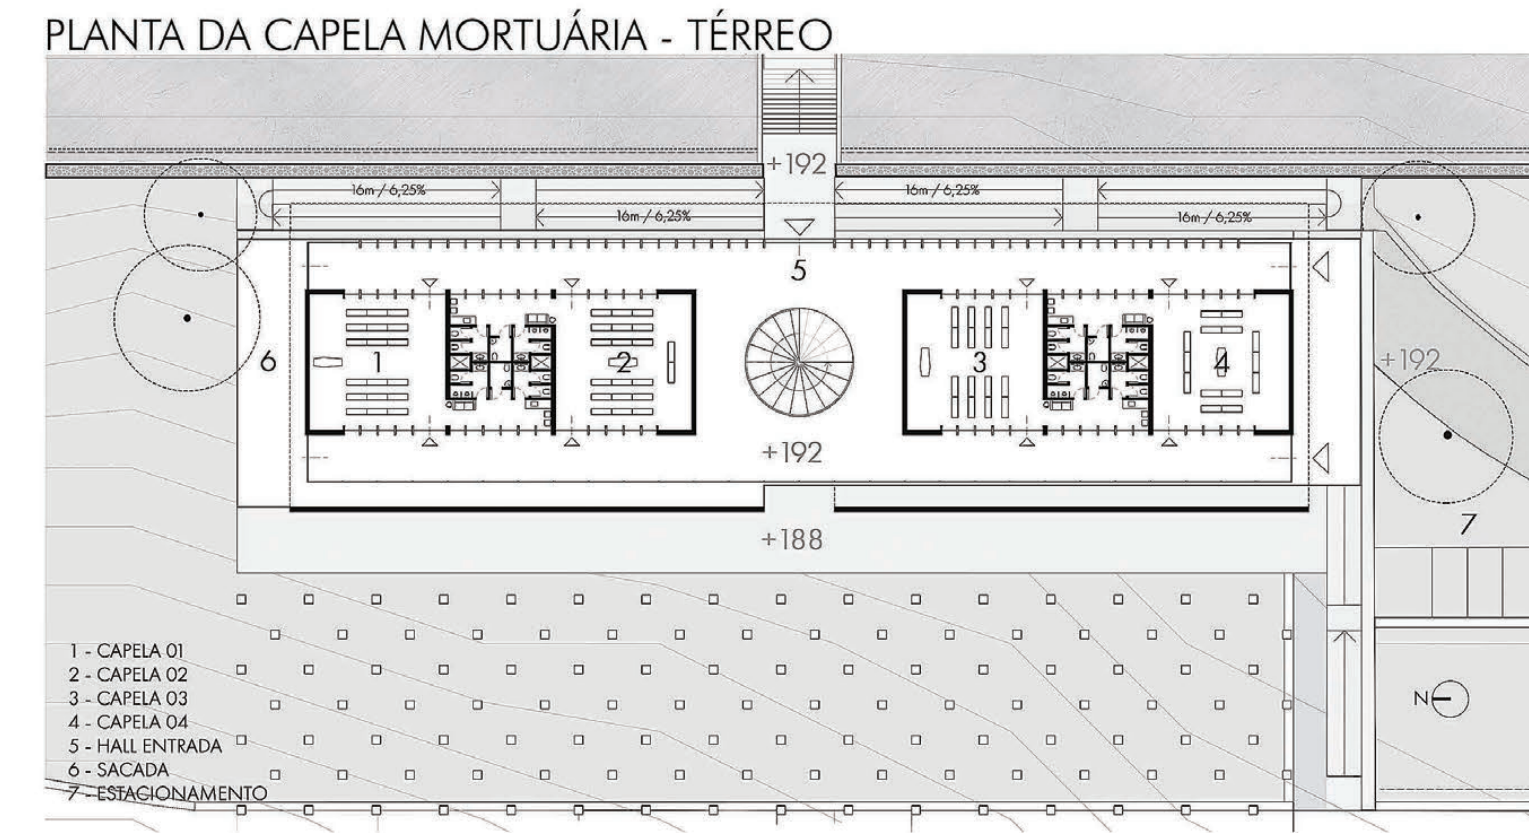 PLANTA DA CAPELA MORTUÁRIA - TÉRREO
+192
16m / 6,25%
16m / 6,25%
16m / 6,25%
16m / 6,25%
5
6
1
2
3
4
+192
+192
+188
7
1 - CAPELA 01
2 - CAPELA 02
3 - CAPELA 03
4 - CAPELA 04
5 - HALL ENTRADA
6 - SACADA
7 - ESTACIONAMENTO
N